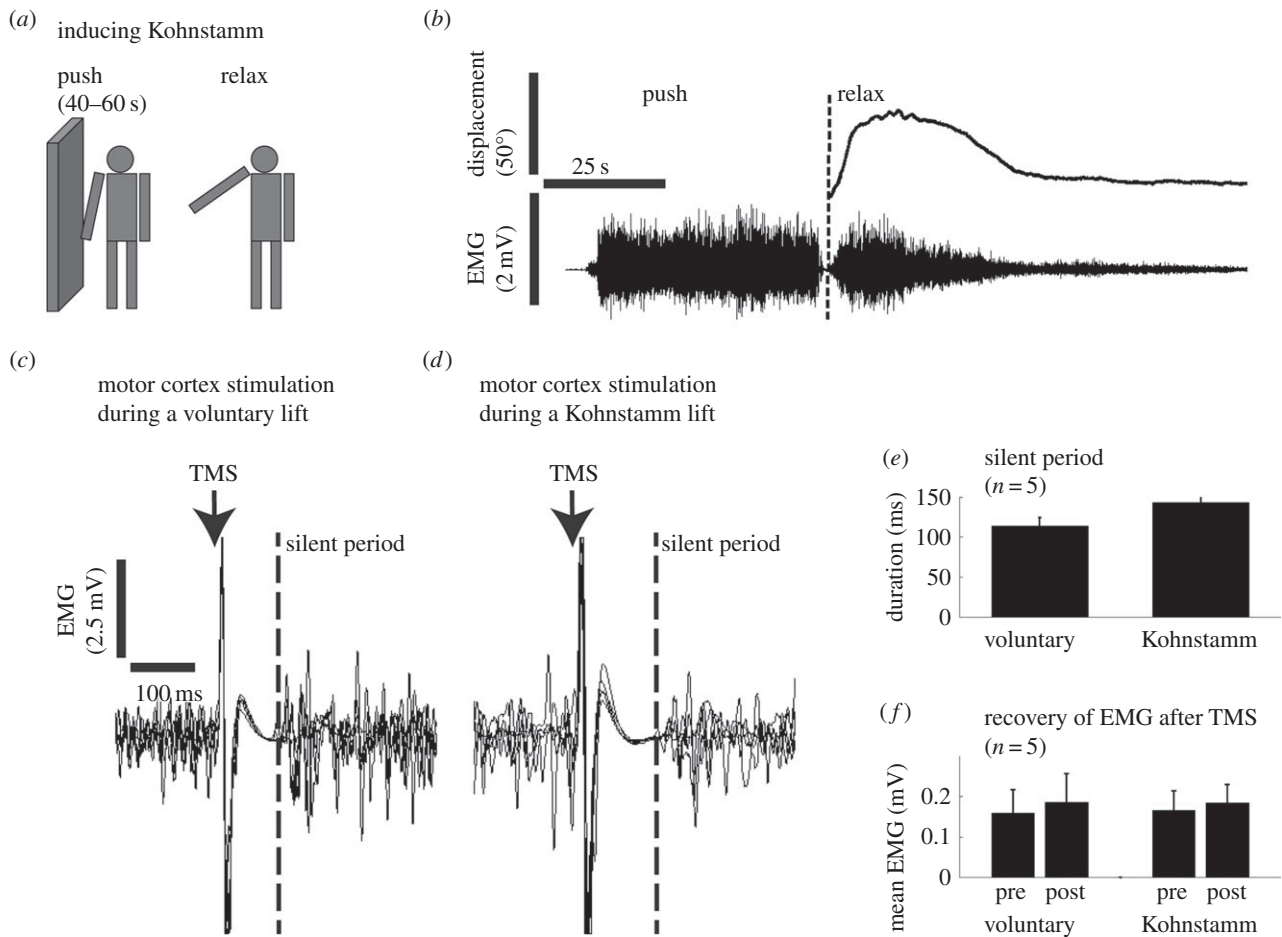 (a) inducing Kohnstamm
push
(40–60 s)
relax
(b)
displacement
(50°)
push
relax
25 s
EMG
(2 mV)
(c)
motor cortex stimulation
during a voluntary lift
TMS
silent period
EMG
(2.5 mV)
100 ms
(d)
motor cortex stimulation
during a Kohnstamm lift
TMS
silent period
(e) silent period
(n = 5)
duration (ms)
150
100
50
0
voluntary Kohnstamm
(f) recovery of EMG after TMS
(n = 5)
mean EMG (mV)
0.2
0.1
0
pre post pre post
voluntary Kohnstamm